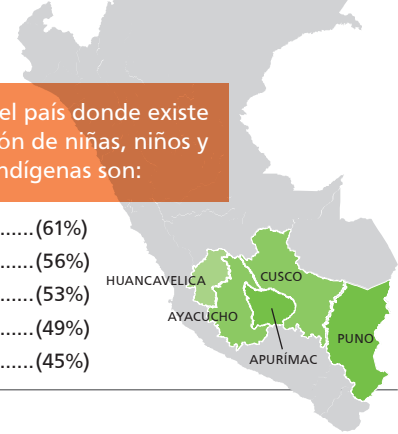 el país donde existe
ón de niñas, niños y
ndígenas son:
......(61%)
......(56%)
......(53%)
......(49%)
......(45%)
HUANCAVELICA
CUSCO
AYACUCHO
PUNO
APURÍMAC